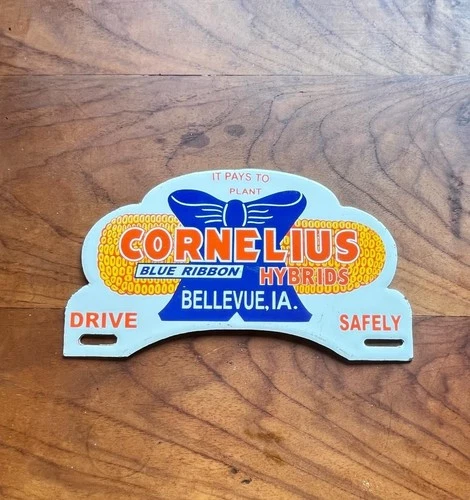 IT PAYS TO
PLANT
CORNELIUS
BLUE RIBBON
HYBRIDS
BELLEVUE, IA.
DRIVE
SAFELY